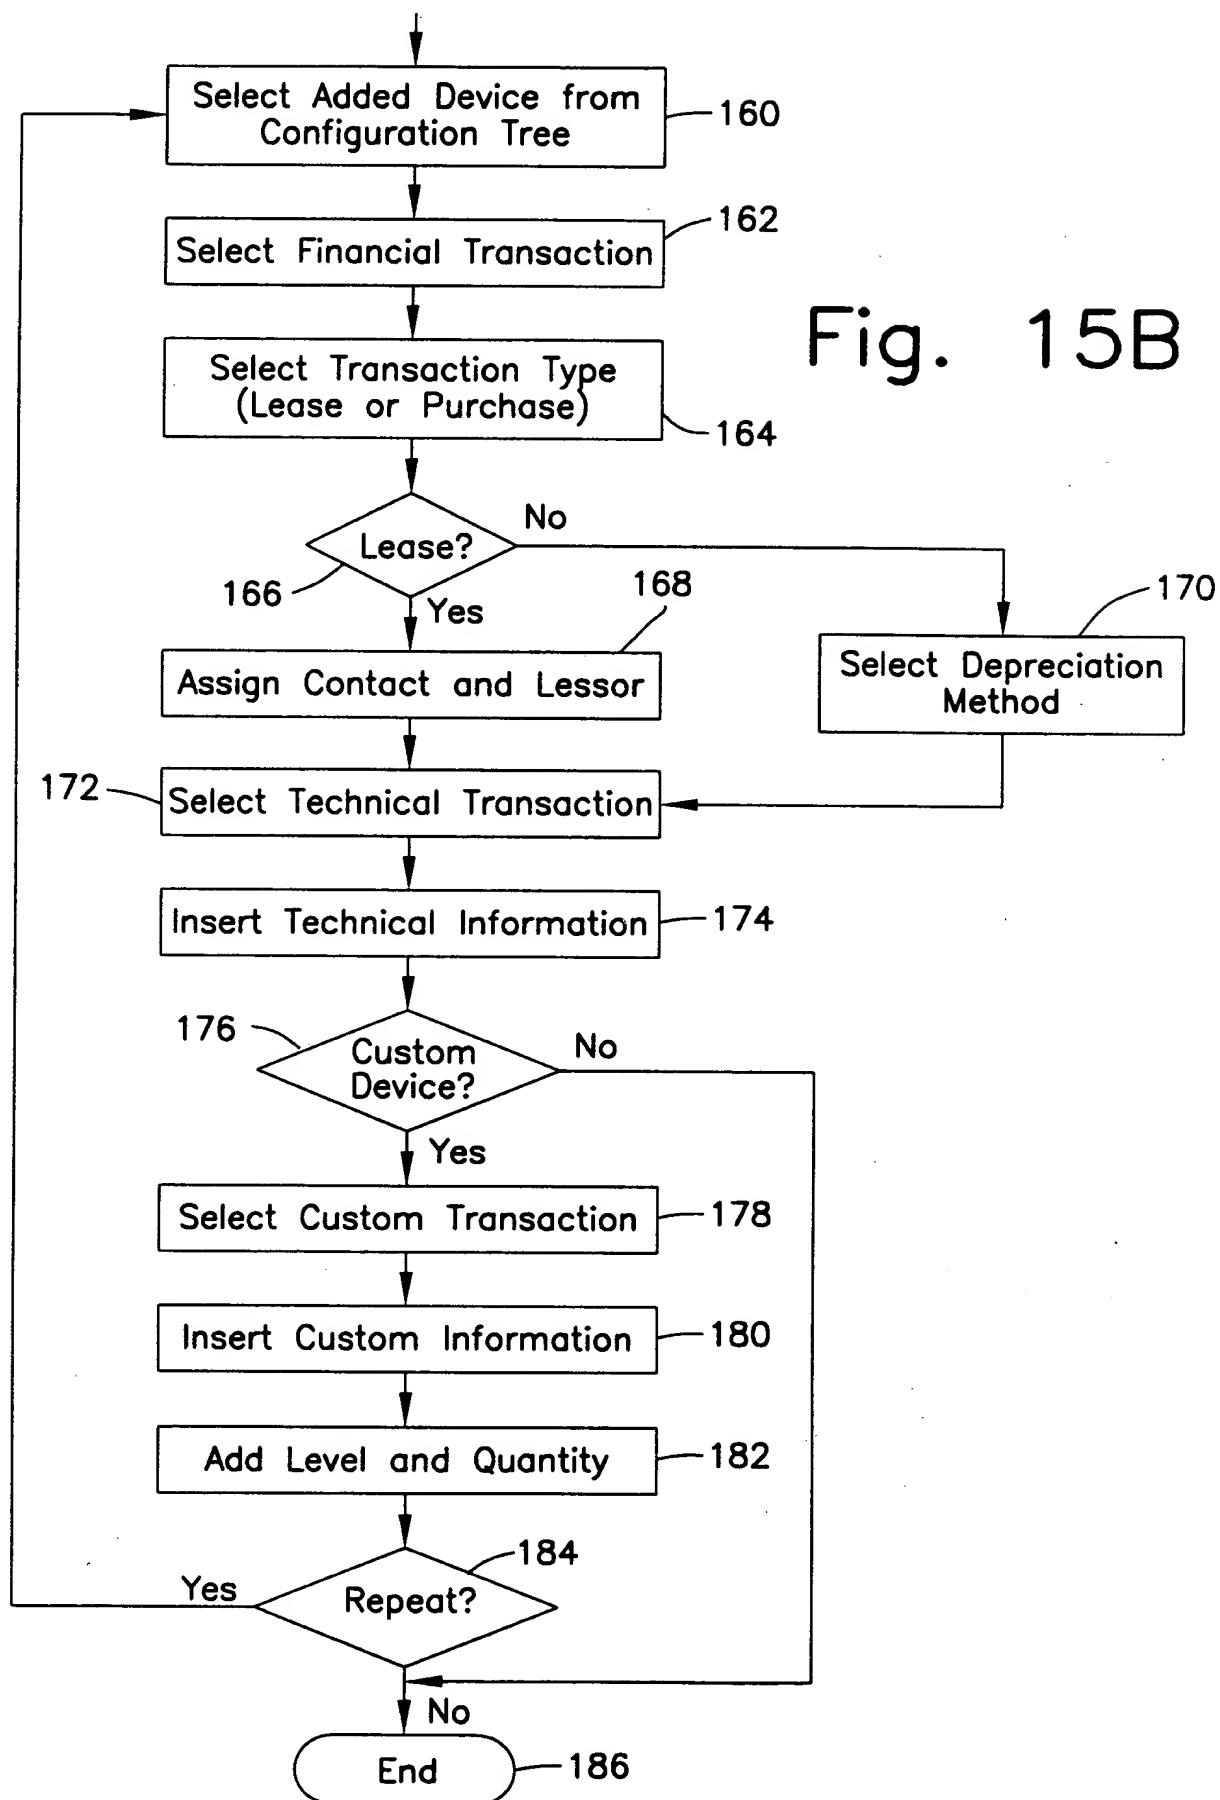 Select Added Device from
Configuration Tree
160
162
Select Financial Transaction
Fig. 15B
Select Transaction Type
(Lease or Purchase)
164
No
Lease?
166
Yes
168
170
Assign Contact and Lessor
Select Depreciation
Method
172
Select Technical Transaction
Insert Technical Information
174
176
Custom
Device?
No
Yes
Select Custom Transaction
178
Insert Custom Information
180
Add Level and Quantity
182
184
Yes
Repeat?
No
End
186